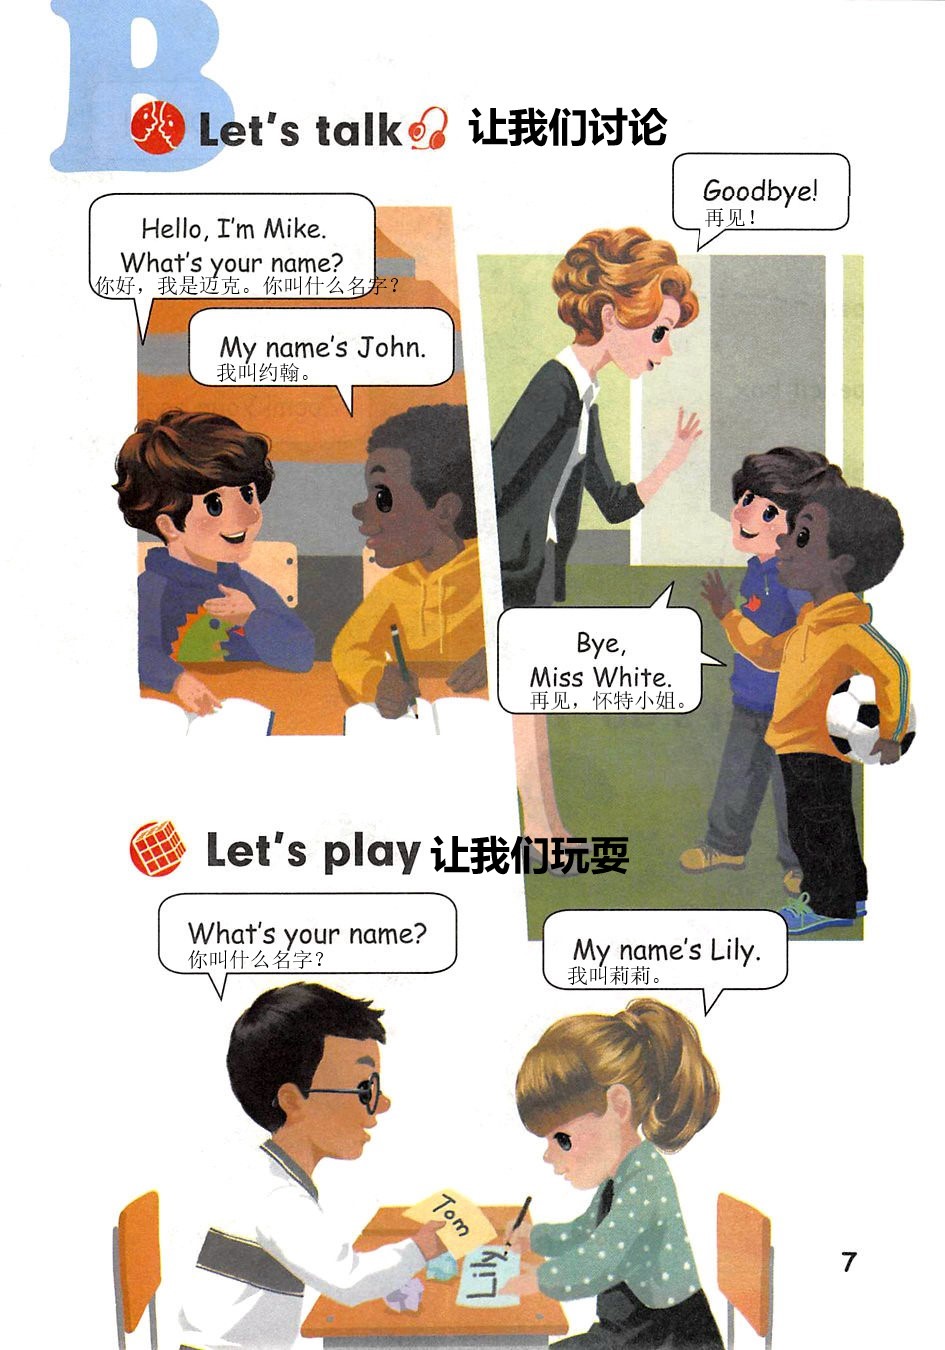 B
Let's talk 让我们讨论
Hello, I'm Mike.
What's your name?
你好，我是迈克。你叫什么名字？
My name's John.
我叫约翰。
Goodbye!
再见！
Bye,
Miss White.
再见，怀特小姐。
Let's play 让我们玩耍
What's your name?
你叫什么名字？
My name's Lily.
我叫莉莉。
Tom
Lily
7